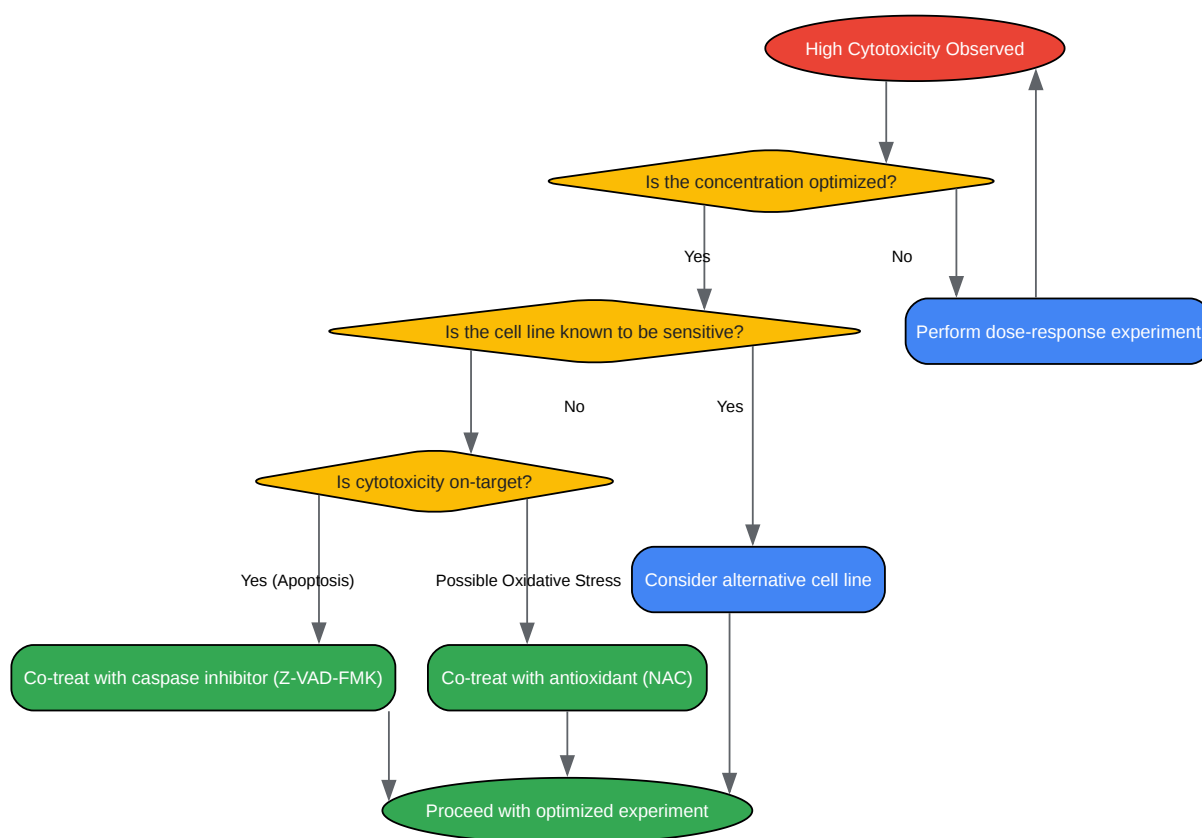 High Cytotoxicity Observed
Is the concentration optimized?
Yes
No
Perform dose-response experiment
Is the cell line known to be sensitive?
No
Yes
Is cytotoxicity on-target?
Yes (Apoptosis)
Possible Oxidative Stress
Consider alternative cell line
Co-treat with caspase inhibitor (Z-VAD-FMK)
Co-treat with antioxidant (NAC)
Proceed with optimized experiment